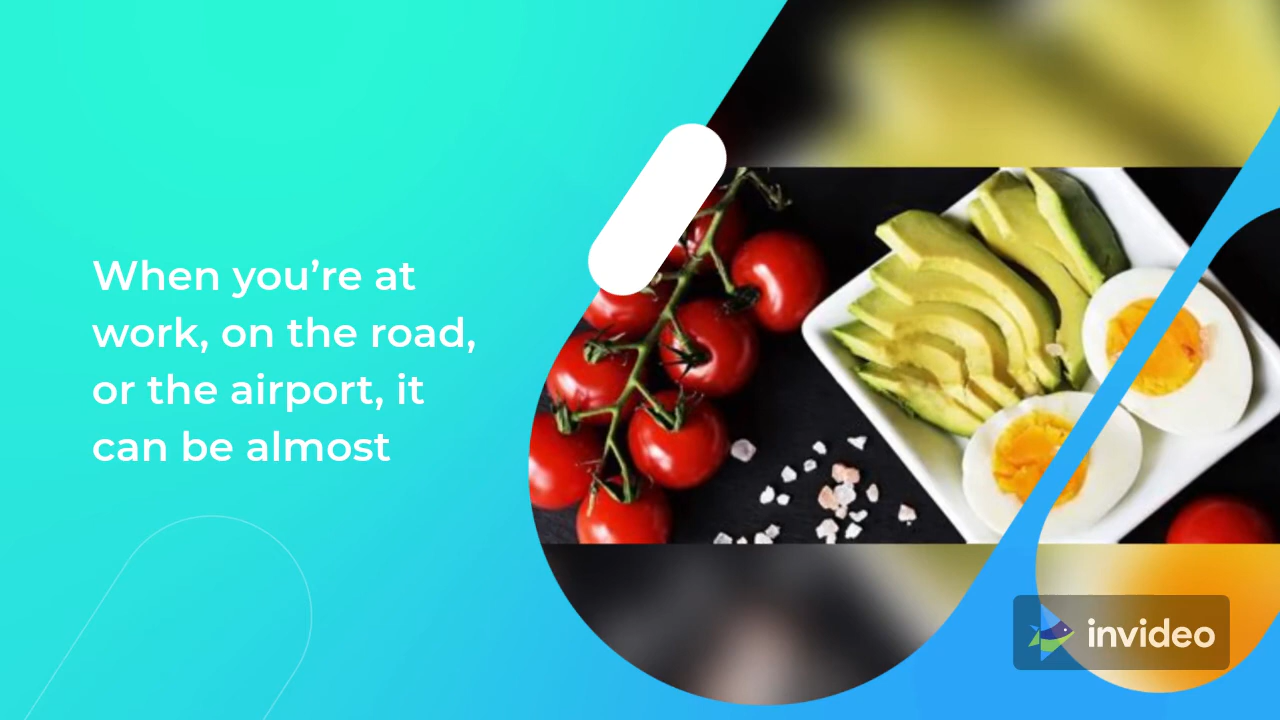 When you’re at
work, on the road,
or the airport, it
can be almost
invideo